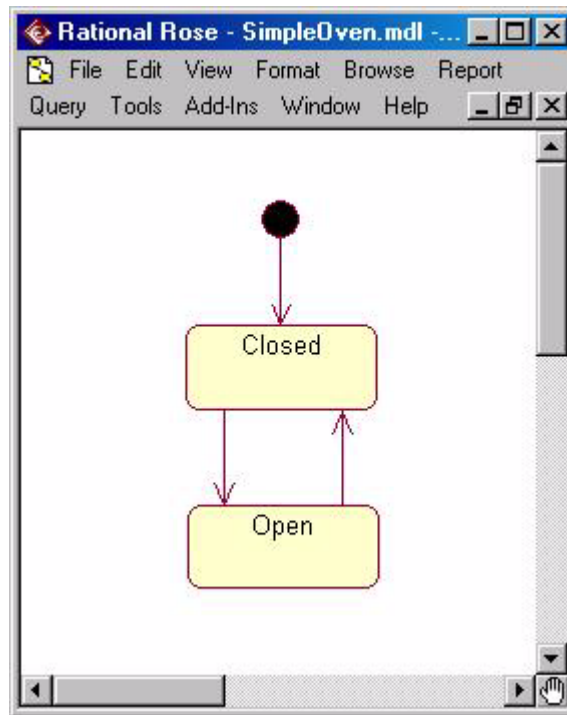 Rational Rose - SimpleOven.mdl -...
File Edit View Format Browse Report
Query Tools Add-Ins Window Help
Closed
Open